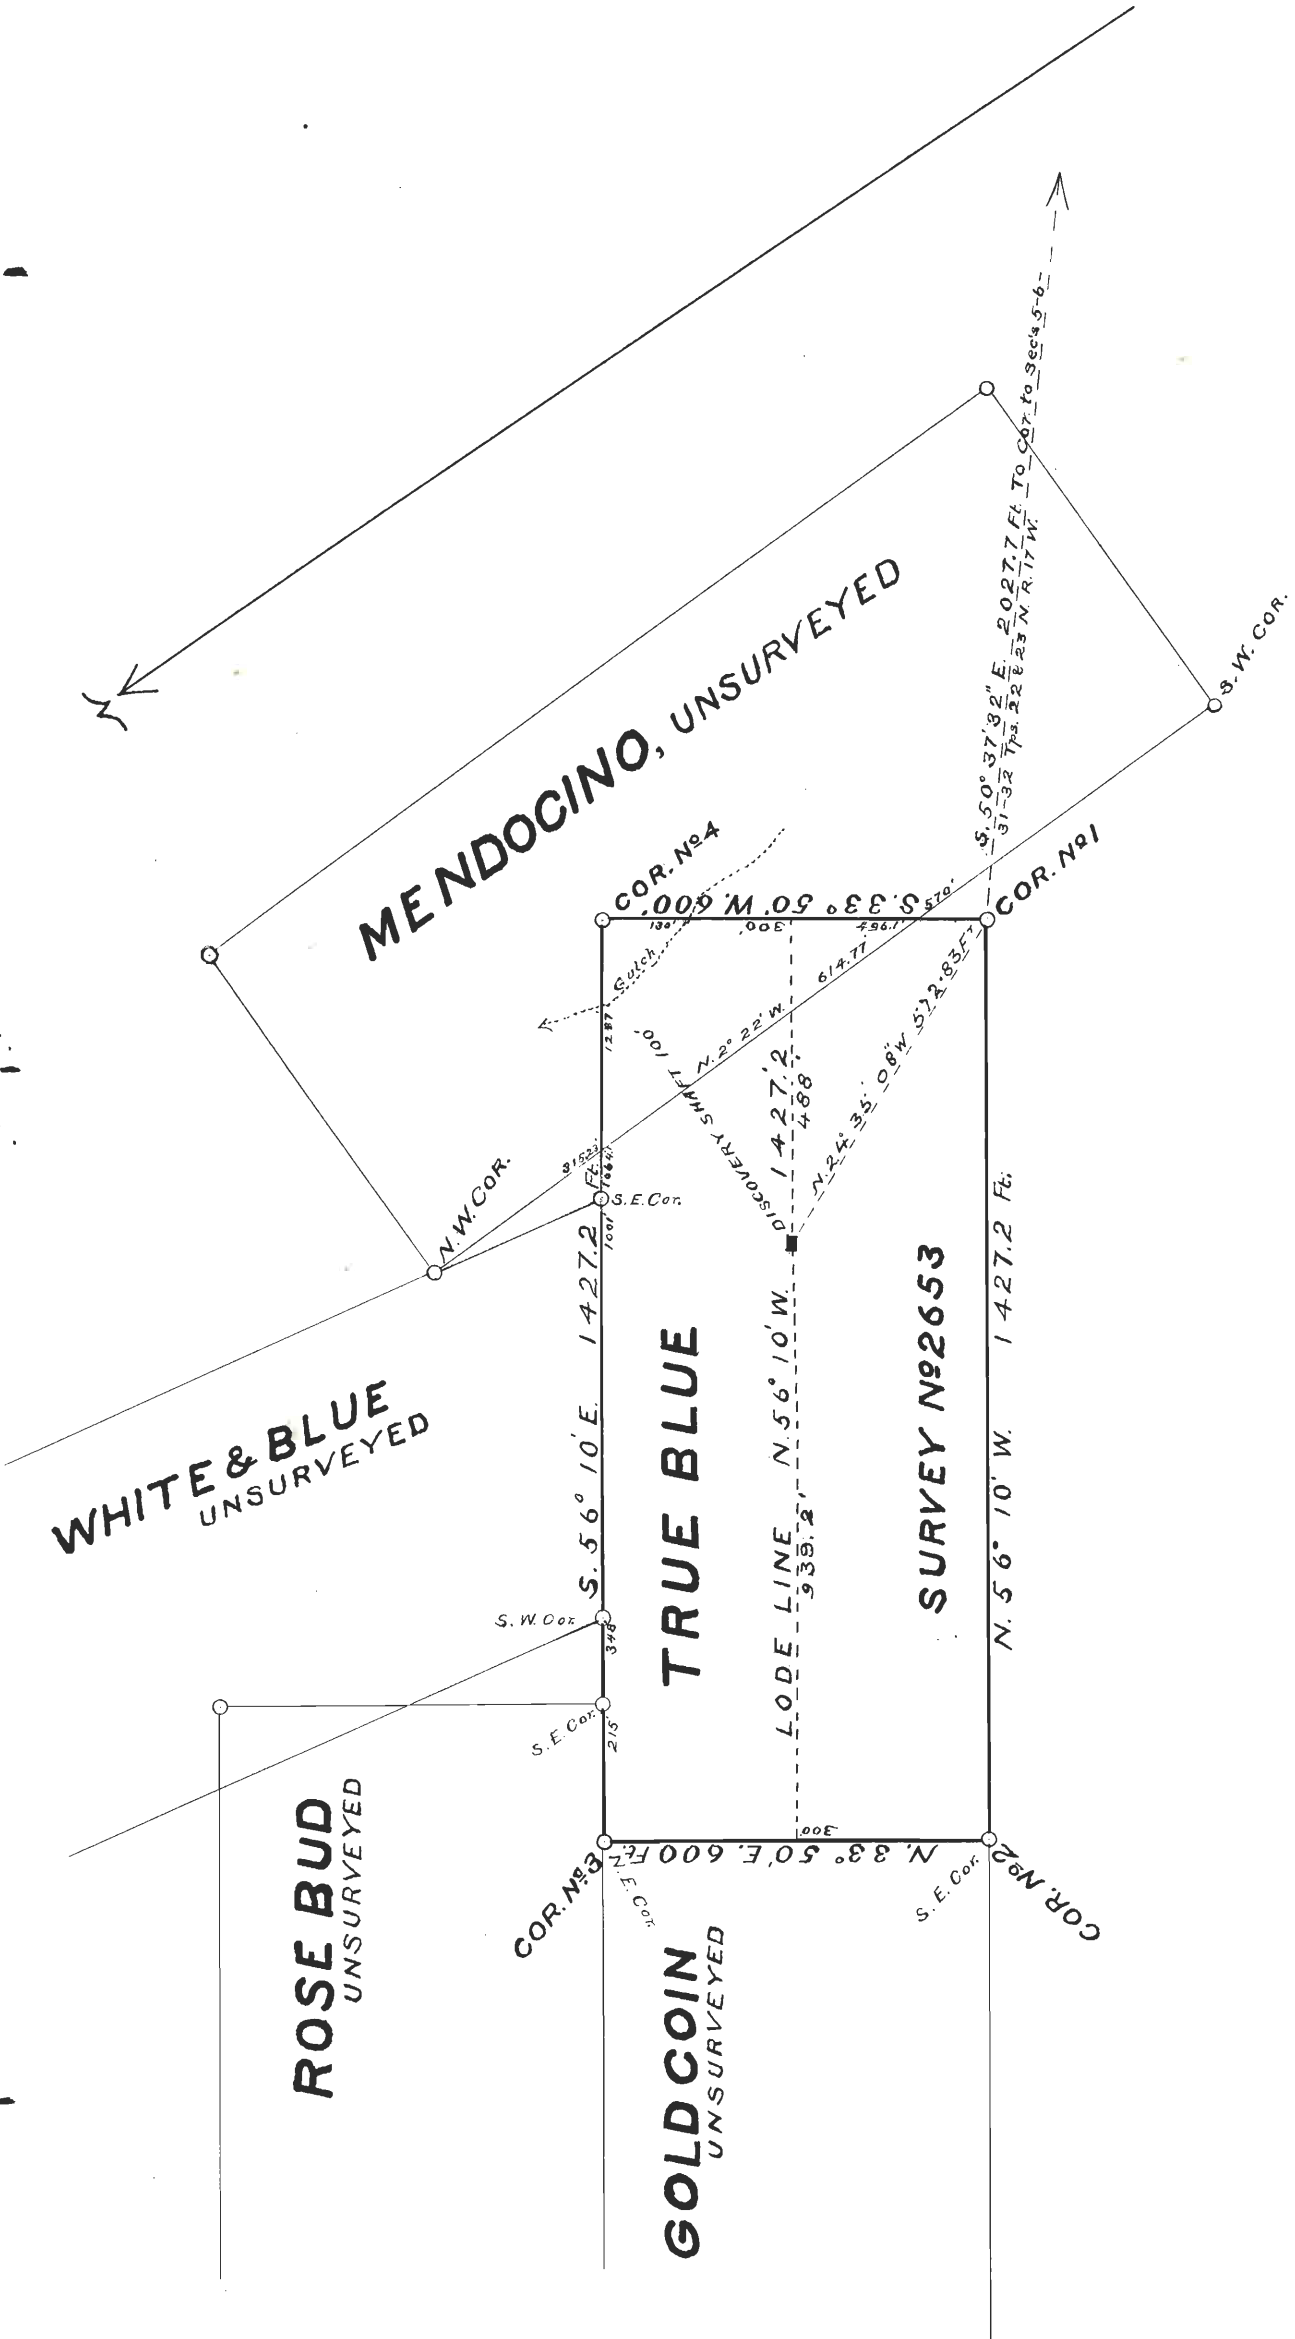 MENDOCINO, UNSURVEYED
S. 50° 37' 32" E. 2027.7 Ft. To Cor. to Sec's 5-6-
31-32 Tps. 22 & 23 N. R. 17 W.
S. W. COR.
COR. Nº 4
S. 33° 50' W. 600'
COR. Nº 1
130'
300'
496.1'
570'
Gulch
1287'
DISCOVERY SHAFT 100'
N. 2° 22' W. 614.77
N. 24° 35' 08" W 572.83 Ft
N. W. COR.
315.23'
1064'
S. E. Cor.
1001'
S. 56° 10' E. 1427.2 Ft.
WHITE & BLUE
UNSURVEYED
TRUE BLUE
LODE LINE N. 56° 10' W. 1427.2'
488'
939.2'
SURVEY Nº 2653
N. 56° 10' W. 1427.2 Ft.
S. W. Cor.
348'
S. E. Cor.
215'
ROSE BUD
UNSURVEYED
300'
N. 33° 50' E. 600 Ft.
COR. Nº 3
N. E. Cor.
S. E. Cor.
COR. Nº 2
GOLD COIN
UNSURVEYED